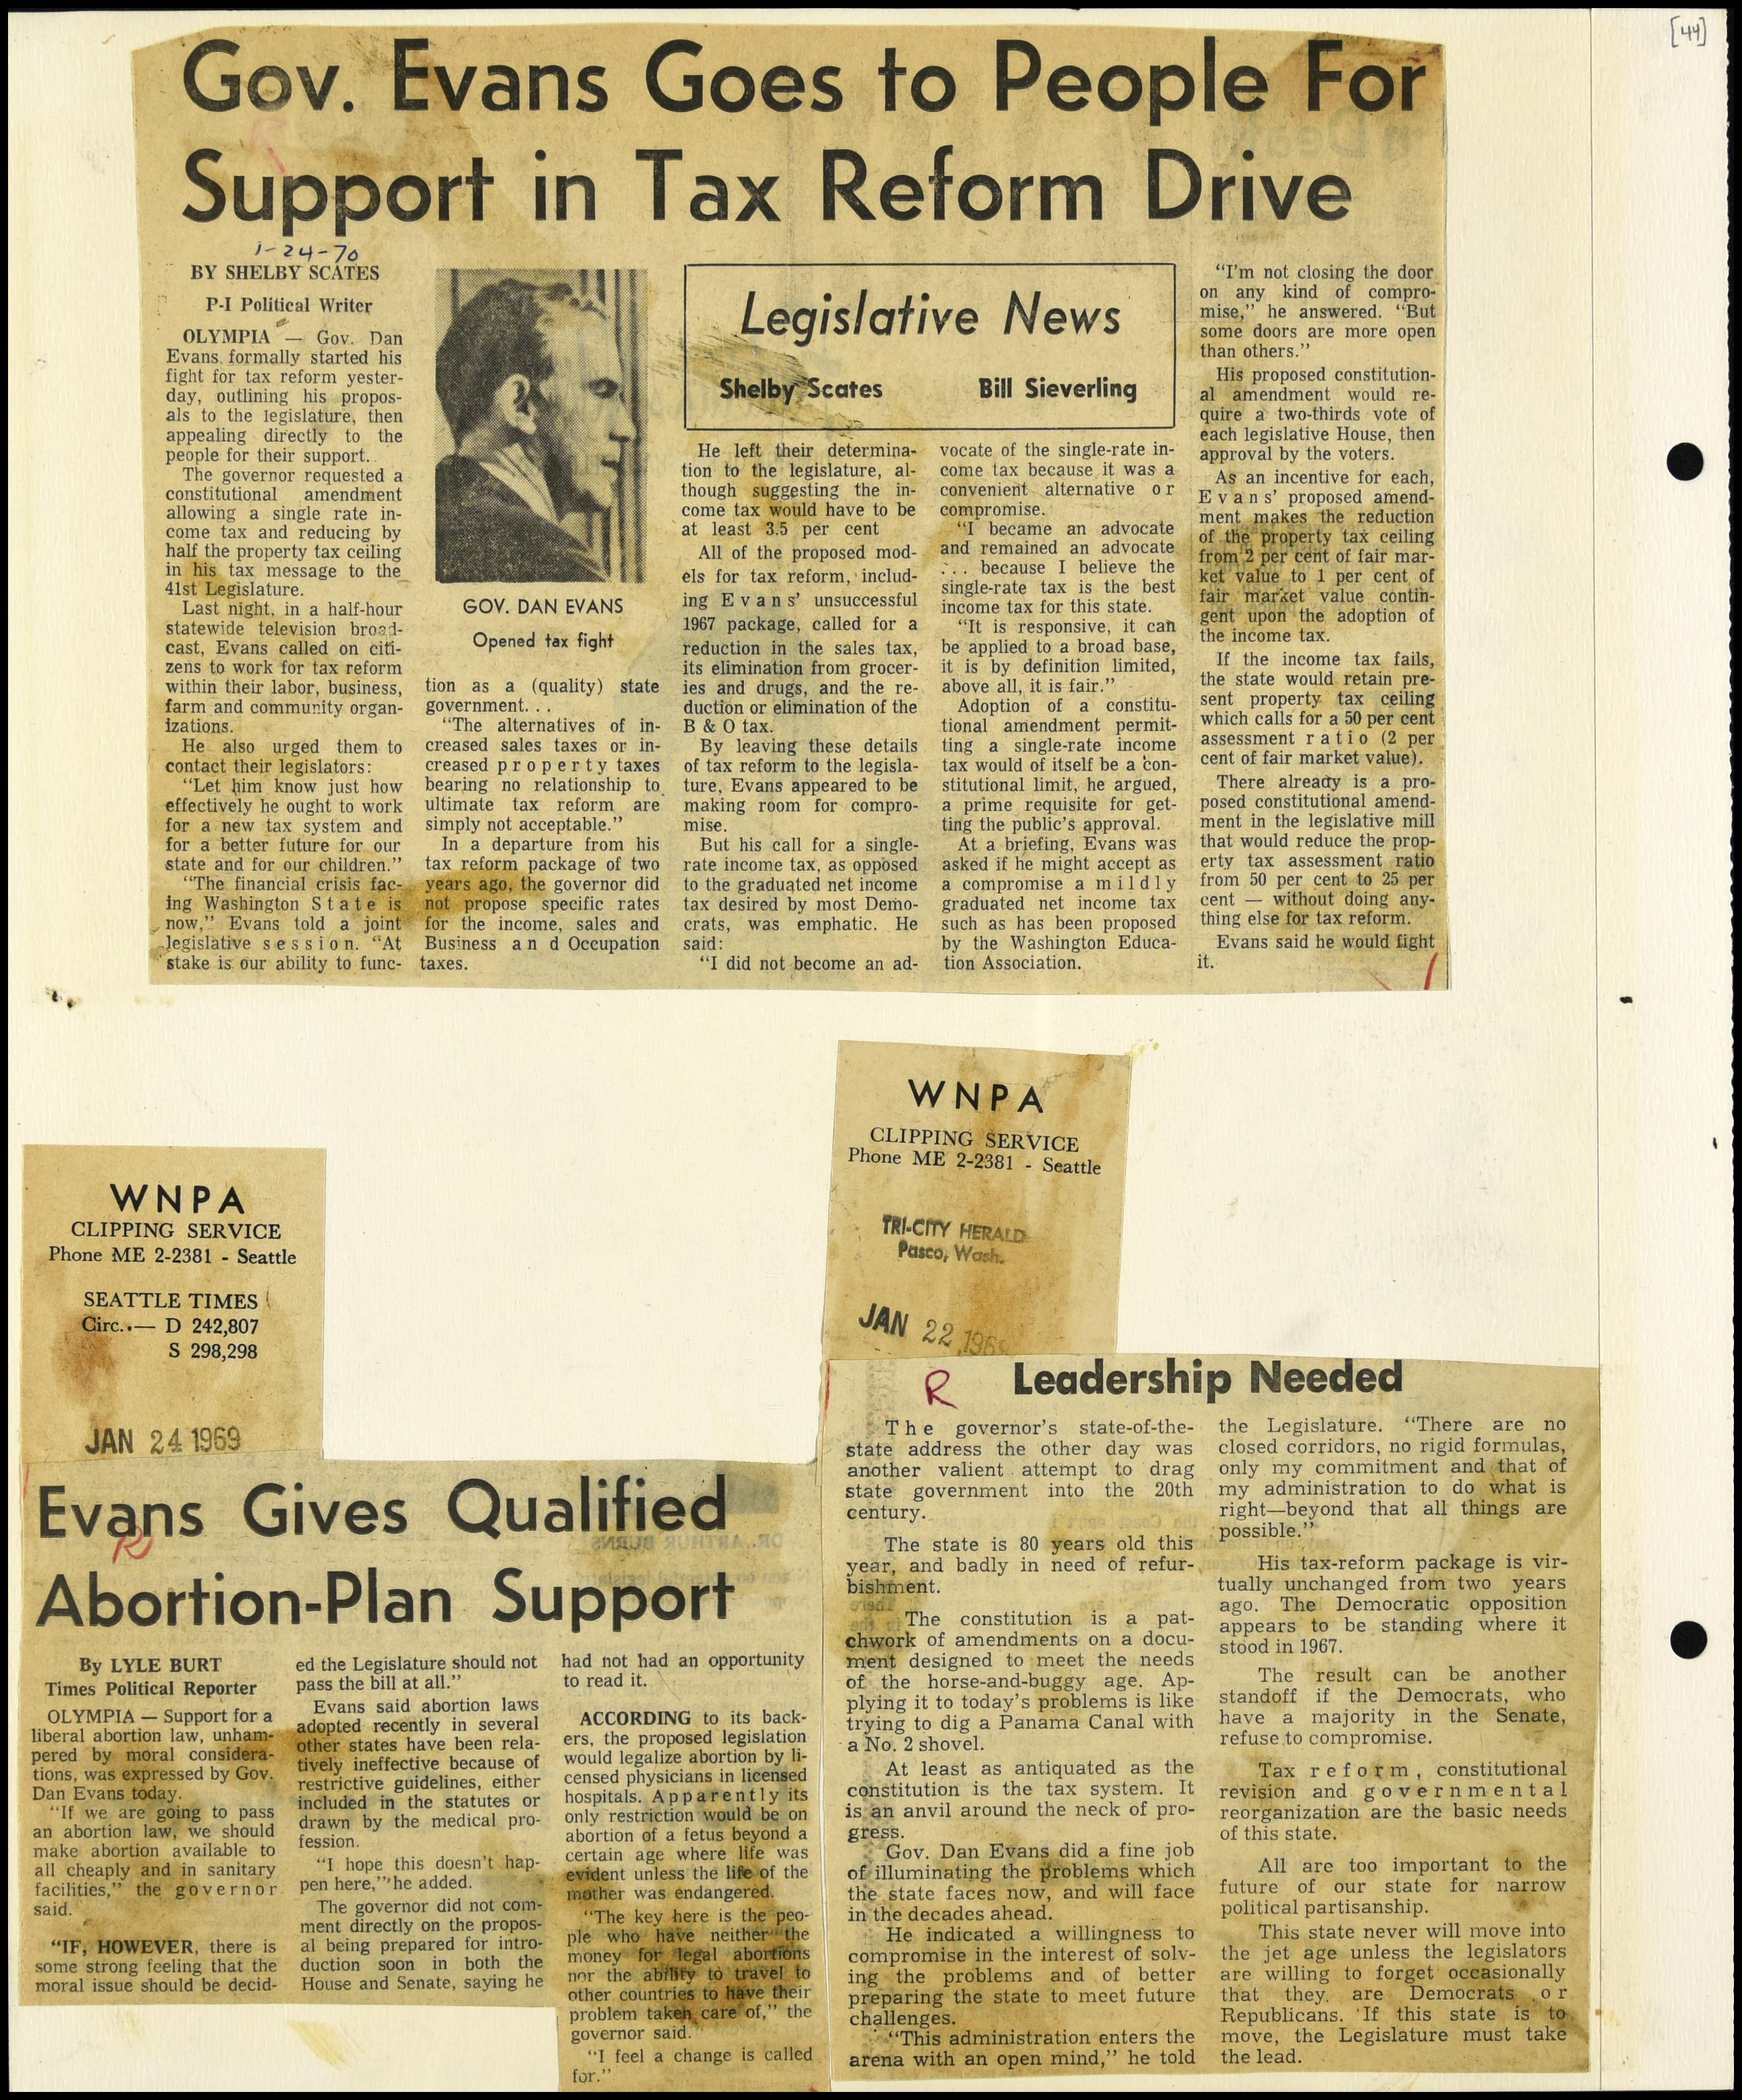 [44]
Gov. Evans Goes to People For
Support in Tax Reform Drive
1-24-70
BY SHELBY SCATES
P-I Political Writer
OLYMPIA — Gov. Dan
Evans formally started his
fight for tax reform yester-
day, outlining his propos-
als to the legislature, then
appealing directly to the
people for their support.
The governor requested a
constitutional amendment
allowing a single rate in-
come tax and reducing by
half the property tax ceiling
in his tax message to the
41st Legislature.
Last night, in a half-hour
statewide television broad-
cast, Evans called on citi-
zens to work for tax reform
within their labor, business,
farm and community organ-
izations.
He also urged them to
contact their legislators:
"Let him know just how
effectively he ought to work
for a new tax system and
for a better future for our
state and for our children."
"The financial crisis fac-
ing Washington State is
now," Evans told a joint
legislative session. "At
stake is our ability to func-
GOV. DAN EVANS
Opened tax fight
tion as a (quality) state
government. . .
"The alternatives of in-
creased sales taxes or in-
creased property taxes
bearing no relationship to
ultimate tax reform are
simply not acceptable."
In a departure from his
tax reform package of two
years ago, the governor did
not propose specific rates
for the income, sales and
Business and Occupation
taxes.
Legislative News
Shelby Scates Bill Sieverling
He left their determina-
tion to the legislature, al-
though suggesting the in-
come tax would have to be
at least 3.5 per cent
All of the proposed mod-
els for tax reform, includ-
ing Evans' unsuccessful
1967 package, called for a
reduction in the sales tax,
its elimination from grocer-
ies and drugs, and the re-
duction or elimination of the
B & O tax.
By leaving these details
of tax reform to the legisla-
ture, Evans appeared to be
making room for compro-
mise.
But his call for a single-
rate income tax, as opposed
to the graduated net income
tax desired by most Demo-
crats, was emphatic. He
said:
"I did not become an ad-
vocate of the single-rate in-
come tax because it was a
convenient alternative or
compromise.
"I became an advocate
and remained an advocate
. . . because I believe the
single-rate tax is the best
income tax for this state.
"It is responsive, it can
be applied to a broad base,
it is by definition limited,
above all, it is fair."
Adoption of a constitu-
tional amendment permit-
ting a single-rate income
tax would of itself be a con-
stitutional limit, he argued,
a prime requisite for get-
ting the public's approval.
At a briefing, Evans was
asked if he might accept as
a compromise a mildly
graduated net income tax
such as has been proposed
by the Washington Educa-
tion Association.
"I'm not closing the door
on any kind of compro-
mise," he answered. "But
some doors are more open
than others."
His proposed constitution-
al amendment would re-
quire a two-thirds vote of
each legislative House, then
approval by the voters.
As an incentive for each,
Evans' proposed amend-
ment makes the reduction
of the property tax ceiling
from 2 per cent of fair mar-
ket value to 1 per cent of
fair market value contin-
gent upon the adoption of
the income tax.
If the income tax fails,
the state would retain pre-
sent property tax ceiling
which calls for a 50 per cent
assessment ratio (2 per
cent of fair market value).
There already is a pro-
posed constitutional amend-
ment in the legislative mill
that would reduce the prop-
erty tax assessment ratio
from 50 per cent to 25 per
cent — without doing any-
thing else for tax reform.
Evans said he would fight
it.
WNPA
CLIPPING SERVICE
Phone ME 2-2381 - Seattle
SEATTLE TIMES
Circ.— D 242,807
S 298,298
JAN 24 1969
Evans Gives Qualified
R
Abortion-Plan Support
By LYLE BURT
Times Political Reporter
OLYMPIA — Support for a
liberal abortion law, unham-
pered by moral considera-
tions, was expressed by Gov.
Dan Evans today.
"If we are going to pass
an abortion law, we should
make abortion available to
all cheaply and in sanitary
facilities," the governor
said.
"IF, HOWEVER, there is
some strong feeling that the
moral issue should be decid-
ed the Legislature should not
pass the bill at all."
Evans said abortion laws
adopted recently in several
other states have been rela-
tively ineffective because of
restrictive guidelines, either
included in the statutes or
drawn by the medical pro-
fession.
"I hope this doesn't hap-
pen here," he added.
The governor did not com-
ment directly on the propos-
al being prepared for intro-
duction soon in both the
House and Senate, saying he
had not had an opportunity
to read it.
ACCORDING to its back-
ers, the proposed legislation
would legalize abortion by li-
censed physicians in licensed
hospitals. Apparently its
only restriction would be on
abortion of a fetus beyond a
certain age where life was
evident unless the life of the
mother was endangered.
"The key here is the peo-
ple who have neither the
money for legal abortions
nor the ability to travel to
other countries to have their
problem taken care of," the
governor said.
"I feel a change is called
for."
WNPA
CLIPPING SERVICE
Phone ME 2-2381 - Seattle
TRI-CITY HERALD
Pasco, Wash.
JAN 22 1969
R
Leadership Needed
The governor's state-of-the-
state address the other day was
another valient attempt to drag
state government into the 20th
century.
The state is 80 years old this
year, and badly in need of refur-
bishment.
The constitution is a pat-
chwork of amendments on a docu-
ment designed to meet the needs
of the horse-and-buggy age. Ap-
plying it to today's problems is like
trying to dig a Panama Canal with
a No. 2 shovel.
At least as antiquated as the
constitution is the tax system. It
is an anvil around the neck of pro-
gress.
Gov. Dan Evans did a fine job
of illuminating the problems which
the state faces now, and will face
in the decades ahead.
He indicated a willingness to
compromise in the interest of solv-
ing the problems and of better
preparing the state to meet future
challenges.
"This administration enters the
arena with an open mind," he told
the Legislature. "There are no
closed corridors, no rigid formulas,
only my commitment and that of
my administration to do what is
right—beyond that all things are
possible."
His tax-reform package is vir-
tually unchanged from two years
ago. The Democratic opposition
appears to be standing where it
stood in 1967.
The result can be another
standoff if the Democrats, who
have a majority in the Senate,
refuse to compromise.
Tax reform, constitutional
revision and governmental
reorganization are the basic needs
of this state.
All are too important to the
future of our state for narrow
political partisanship.
This state never will move into
the jet age unless the legislators
are willing to forget occasionally
that they are Democrats or
Republicans. If this state is to
move, the Legislature must take
the lead.